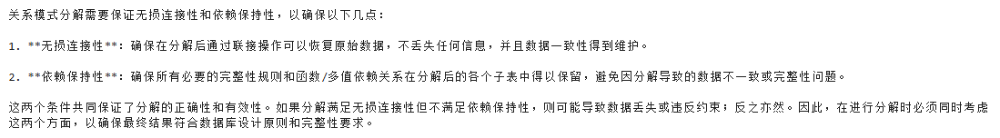 关系模式分解需要保证无损连接性和依赖保持性，以确保以下几点：
1. **无损连接性**：确保在分解后通过联接操作可以恢复原始数据，不丢失任何信息，并且数据一致性得到维护。
2. **依赖保持性**：确保所有必要的完整性规则和函数/多值依赖关系在分解后的各个子表中得以保留，避免因分解导致的数据不一致或完整性问题。
这两个条件共同保证了分解的正确性和有效性。如果分解满足无损连接性但不满足依赖保持性，则可能导致数据丢失或违反约束；反之亦然。因此，在进行分解时必须同时考虑
这两个方面，以确保最终结果符合数据库设计原则和完整性要求。